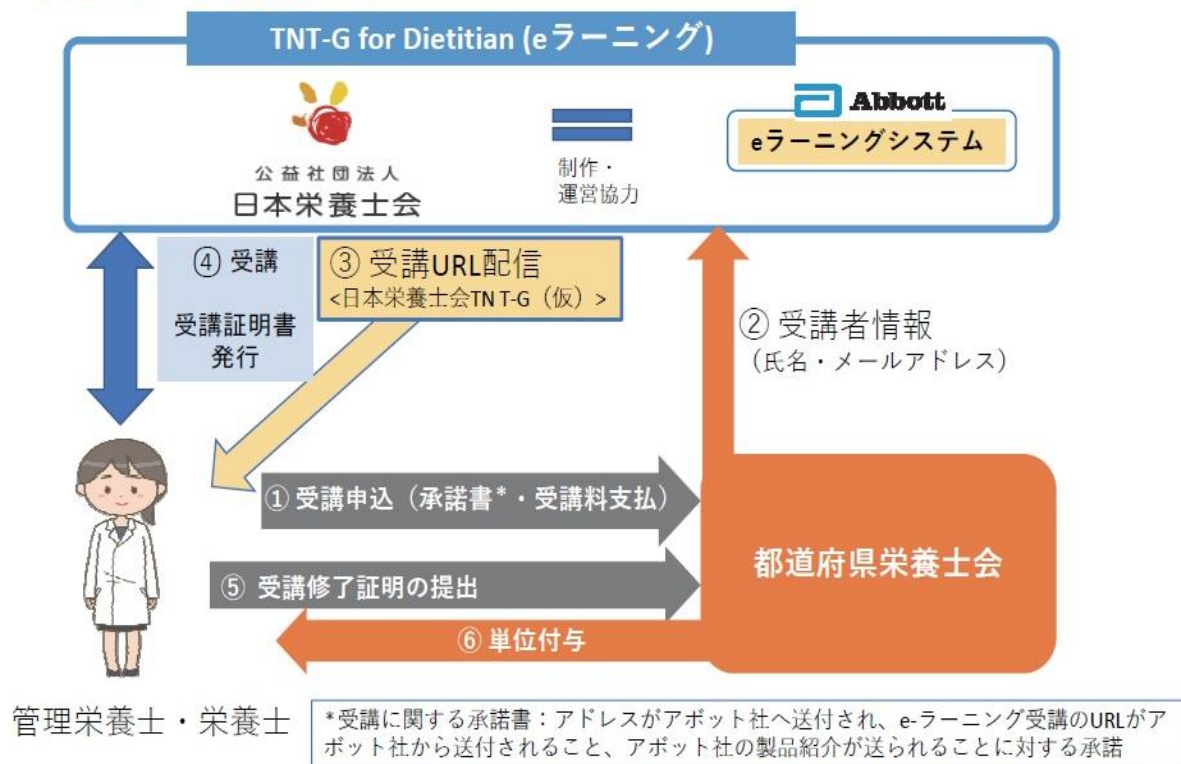 TNT-G for Dietitian (eラーニング)
公益社団法人
日本栄養士会
制作・
運営協力
Abbott
eラーニングシステム
④ 受講
受講証明書
発行
③ 受講URL配信
<日本栄養士会TNT-G（仮）>
② 受講者情報
（氏名・メールアドレス）
① 受講申込（承諾書*・受講料支払）
⑤ 受講修了証明の提出
⑥ 単位付与
都道府県栄養士会
管理栄養士・栄養士
*受講に関する承諾書：アドレスがアボット社へ送付され、e-ラーニング受講のURLがア
ボット社から送付されること、アボット社の製品紹介が送られることに対する承諾